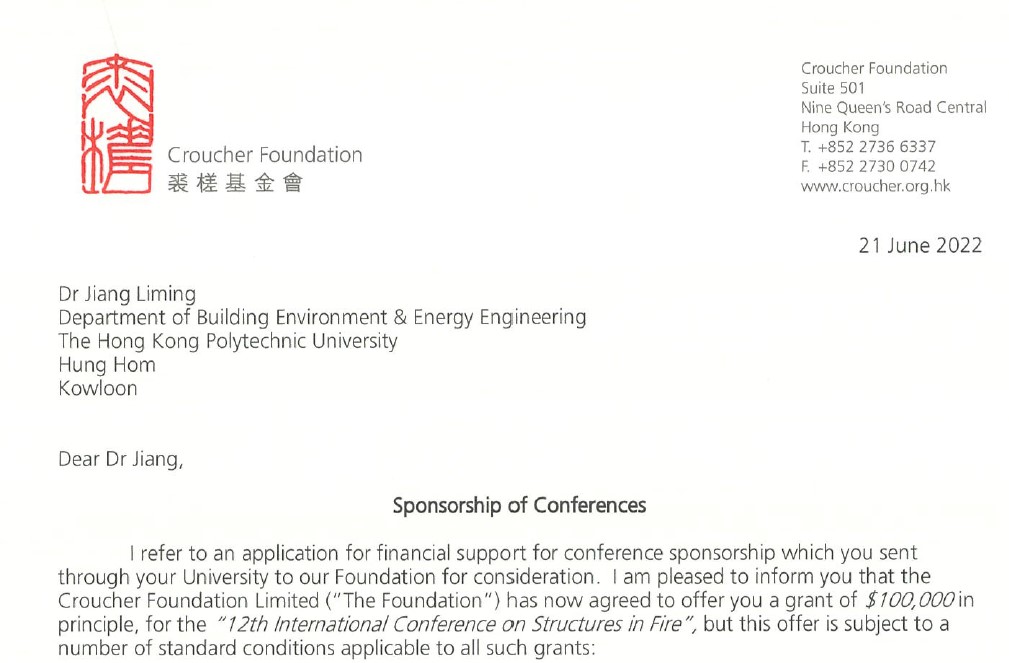 裘槎
Croucher Foundation
裘槎基金會
Croucher Foundation
Suite 501
Nine Queen's Road Central
Hong Kong
T. +852 2736 6337
F. +852 2730 0742
www.croucher.org.hk
21 June 2022
Dr Jiang Liming
Department of Building Environment & Energy Engineering
The Hong Kong Polytechnic University
Hung Hom
Kowloon
Dear Dr Jiang,
Sponsorship of Conferences
I refer to an application for financial support for conference sponsorship which you sent
through your University to our Foundation for consideration. I am pleased to inform you that the
Croucher Foundation Limited ("The Foundation") has now agreed to offer you a grant of $100,000 in
principle, for the "12th International Conference on Structures in Fire", but this offer is subject to a
number of standard conditions applicable to all such grants: